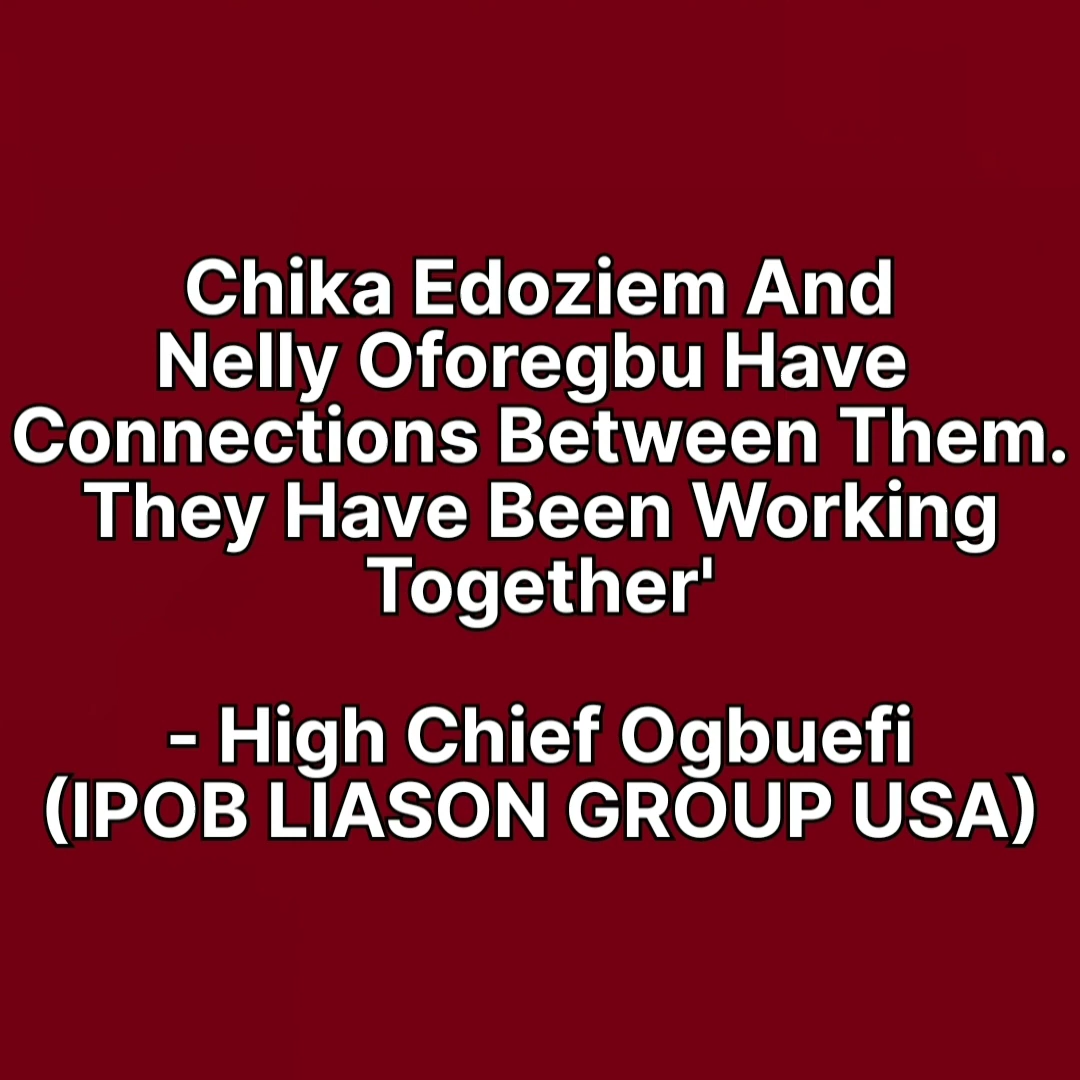 Chika Edoziem And
Nelly Oforegbu Have
Connections Between Them.
They Have Been Working
Together'
- High Chief Ogbuefi
(IPOB LIASON GROUP USA)